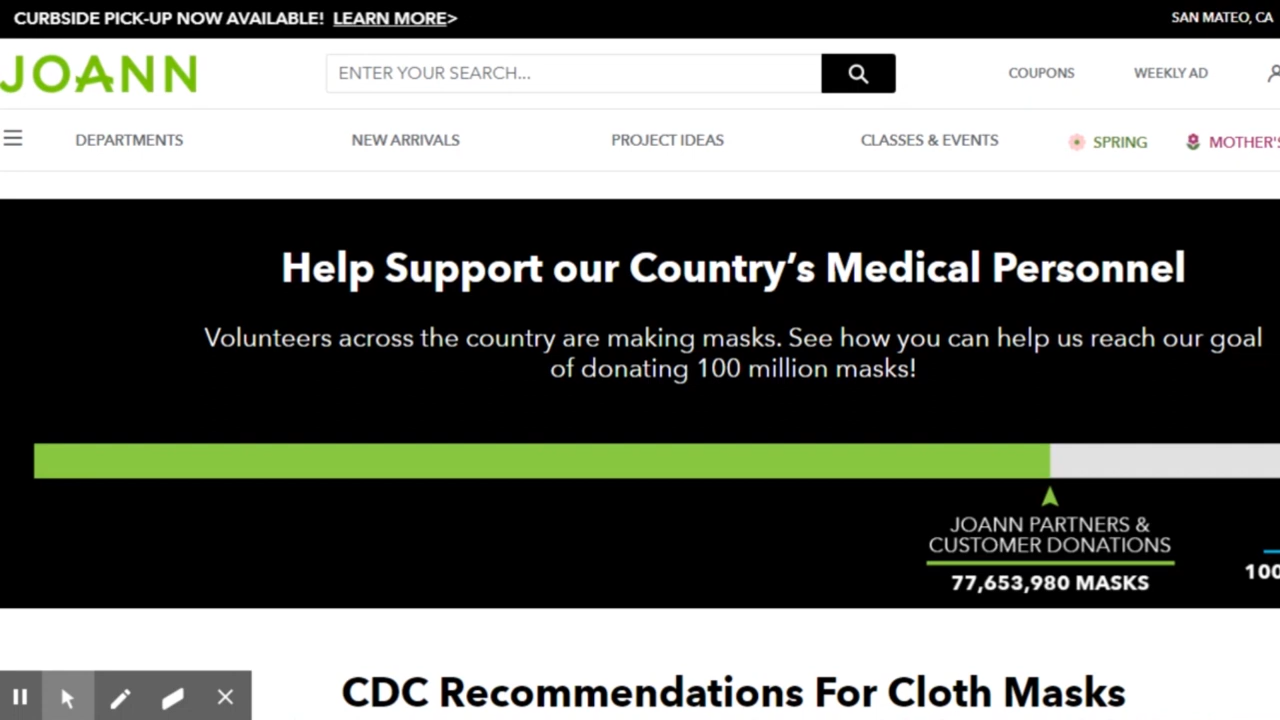 CURBSIDE PICK-UP NOW AVAILABLE! LEARN MORE>
SAN MATEO, CA
JOANN
ENTER YOUR SEARCH...
COUPONS
WEEKLY AD
DEPARTMENTS
NEW ARRIVALS
PROJECT IDEAS
CLASSES & EVENTS
SPRING
MOTHER'S
Help Support our Country’s Medical Personnel
Volunteers across the country are making masks. See how you can help us reach our goal
of donating 100 million masks!
JOANN PARTNERS &
CUSTOMER DONATIONS
77,653,980 MASKS
100
CDC Recommendations For Cloth Masks